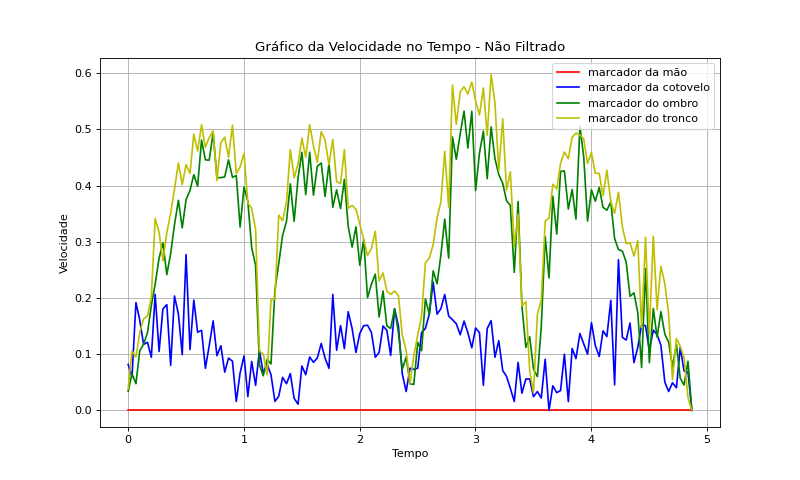 Gráfico da Velocidade no Tempo - Não Filtrado
marcador da mão
marcador da cotovelo
marcador do ombro
marcador do tronco
Velocidade
0.6
0.5
0.4
0.3
0.2
0.1
0.0
0 1 2 3 4 5
Tempo